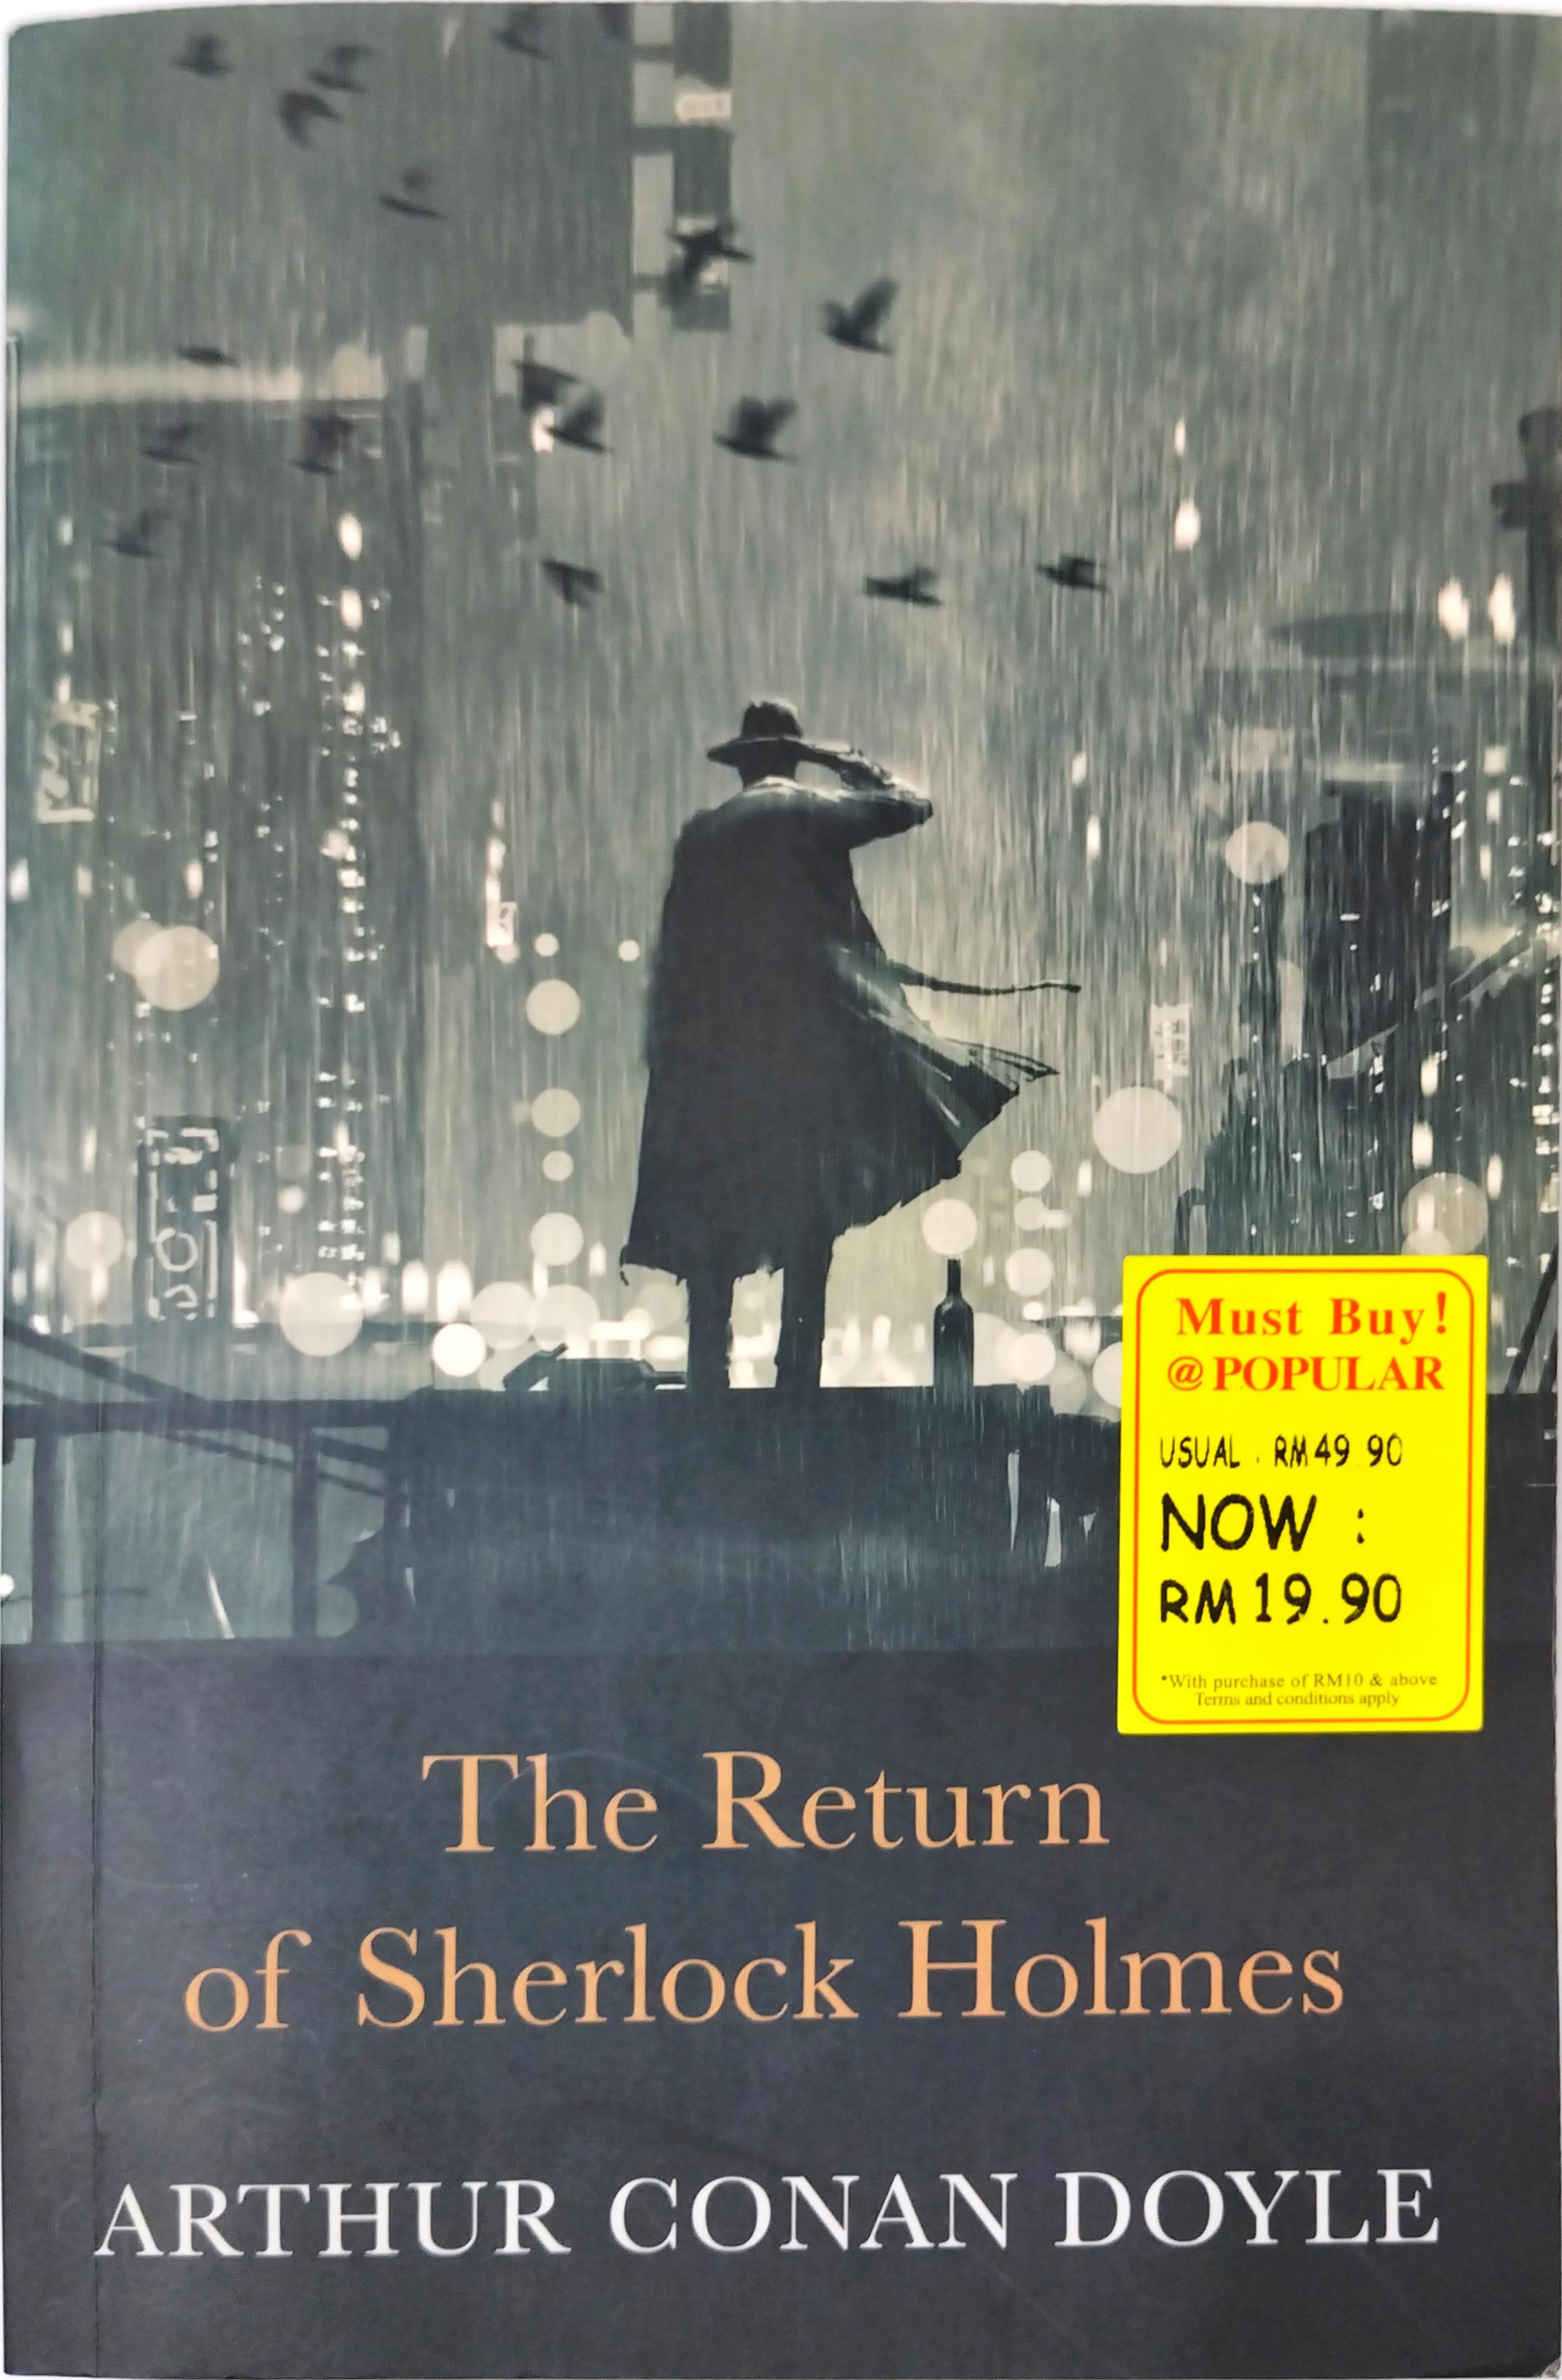 Must Buy!
@ POPULAR
USUAL : RM49.90
NOW :
RM19.90
*With purchase of RM10 & above
Terms and conditions apply.
The Return
of Sherlock Holmes
ARTHUR CONAN DOYLE